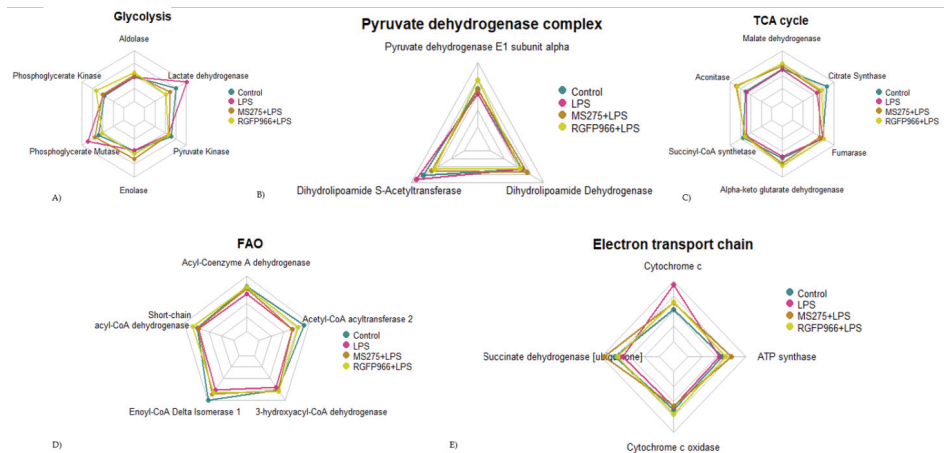 Glycolysis
Aldolase
Phosphoglycerate Kinase
Lactate dehydrogenase
Control
LPS
MS275+LPS
RGFP966+LPS
Phosphoglycerate Mutase
Pyruvate Kinase
Enolase
A)
Pyruvate dehydrogenase complex
Pyruvate dehydrogenase E1 subunit alpha
Control
LPS
MS275+LPS
RGFP966+LPS
Dihydrolipoamide S-Acetyltransferase
Dihydrolipoamide Dehydrogenase
B)
TCA cycle
Malate dehydrogenase
Aconitase
Citrate Synthase
Control
LPS
MS275+LPS
RGFP966+LPS
Succinyl-CoA synthetase
Fumarase
Alpha-keto glutarate dehydrogenase
C)
FAO
Acyl-Coenzyme A dehydrogenase
Short-chain
acyl-CoA dehydrogenase
Acetyl-CoA acyltransferase 2
Control
LPS
MS275+LPS
RGFP966+LPS
Enoyl-CoA Delta Isomerase 1
3-hydroxyacyl-CoA dehydrogenase
D)
Electron transport chain
Cytochrome c
Control
LPS
MS275+LPS
RGFP966+LPS
Succinate dehydrogenase [ubiquinone]
ATP synthase
Cytochrome c oxidase
E)